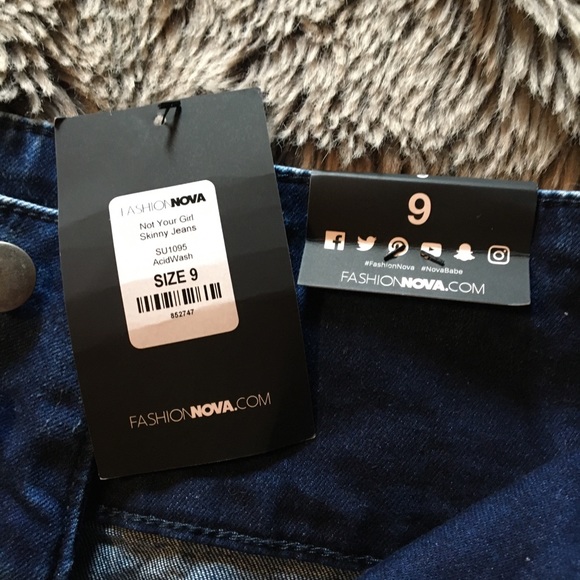 FASHIONNOVA
Not Your Girl
Skinny Jeans
SU1095
AcidWash
SIZE 9
852747
FASHIONNOVA.COM
9
#FashionNova #NovaBabe
FASHIONNOVA.COM